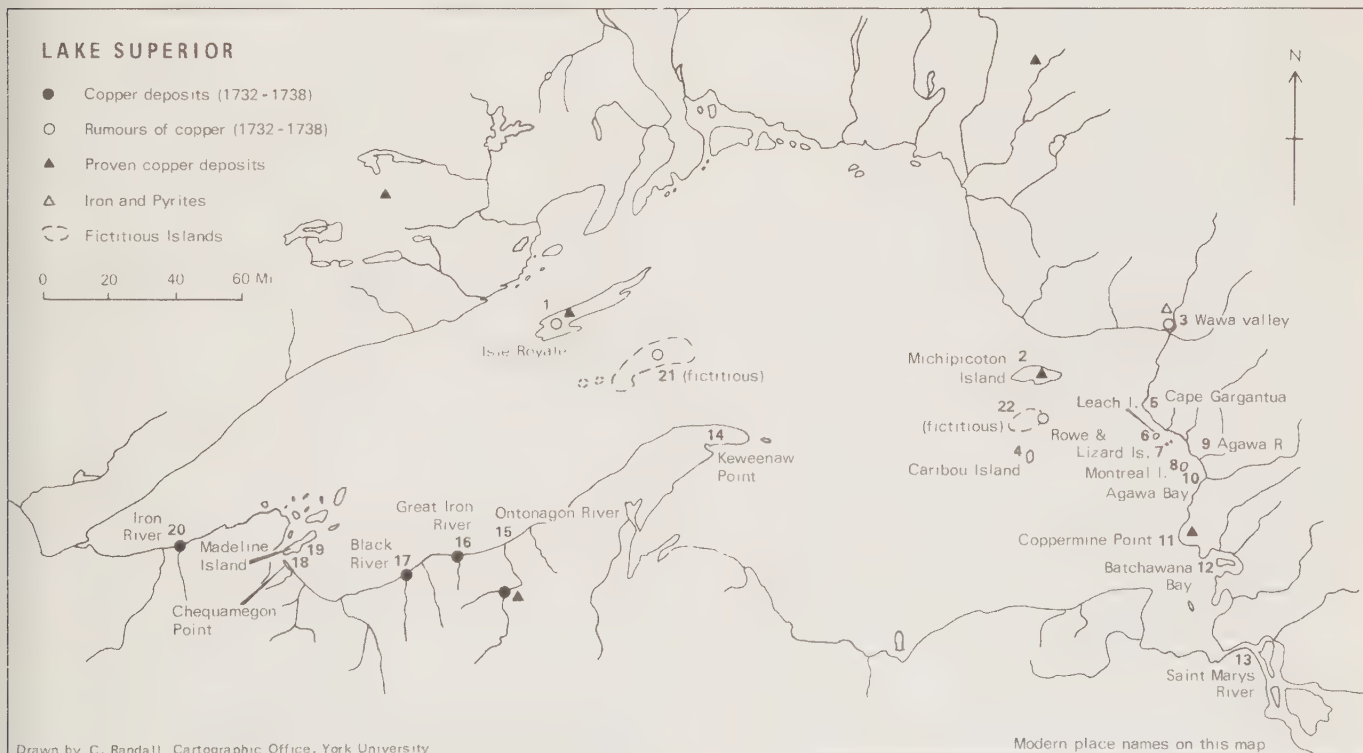 LAKE SUPERIOR
Copper deposits (1732-1738)
Rumours of copper (1732-1738)
Proven copper deposits
Iron and Pyrites
Fictitious Islands
0 20 40 60 Mi
N
1
Isle Royale
21 (fictitious)
3 Wawa valley
Michipicoton
Island
2
22
(fictitious)
Leach I.
5 Cape Gargantua
Rowe &
Lizard Is.
6
7
9 Agawa R
4
Caribou Island
Montreal I.
8
10
Agawa Bay
14
Keweenaw
Point
Iron
River
20
Madeline
Island
19
18
Chequamegon
Point
Black
River
17
Great Iron
River
16
Ontonagon River
15
Coppermine Point 11
Batchawana
Bay
12
13
Saint Marys
River
Drawn by C. Randall Cartographic Office, York University
Modern place names on this map